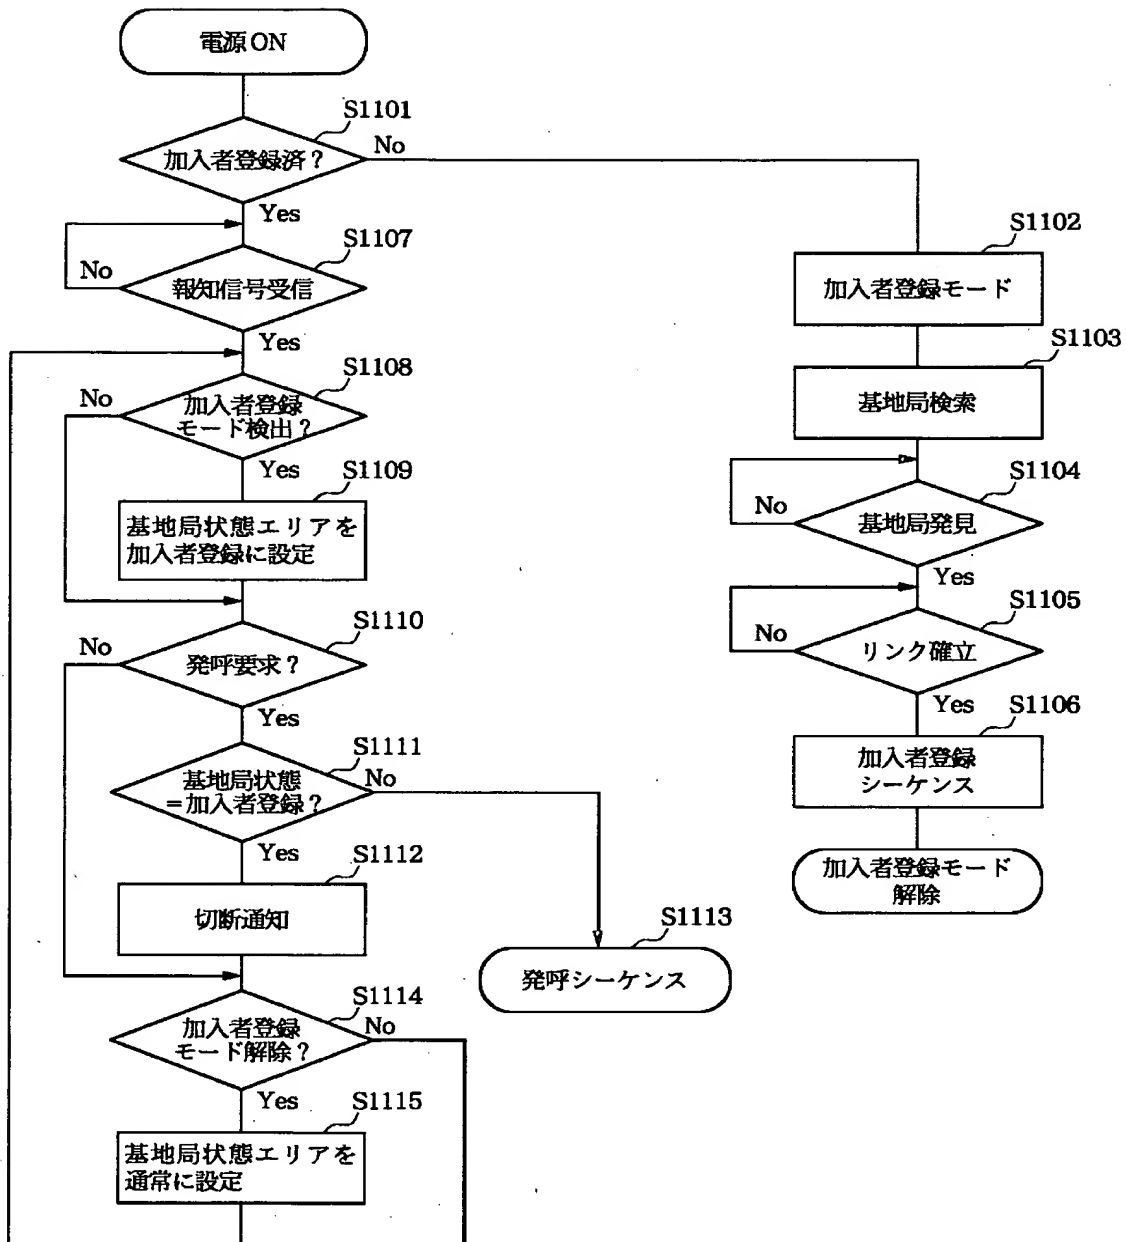 電源ON
S1101
加入者登録済？
No
Yes
S1107
No
報知信号受信
Yes
S1108
No
加入者登録
モード検出？
Yes
S1109
基地局状態エリアを
加入者登録に設定
S1110
No
発呼要求？
Yes
S1111
基地局状態
＝加入者登録？
No
Yes
S1112
切断通知
S1113
発呼シーケンス
S1114
加入者登録
モード解除？
No
Yes
S1115
基地局状態エリアを
通常に設定
S1102
加入者登録モード
S1103
基地局検索
S1104
No
基地局発見
Yes
S1105
No
リンク確立
Yes
S1106
加入者登録
シーケンス
加入者登録モード
解除